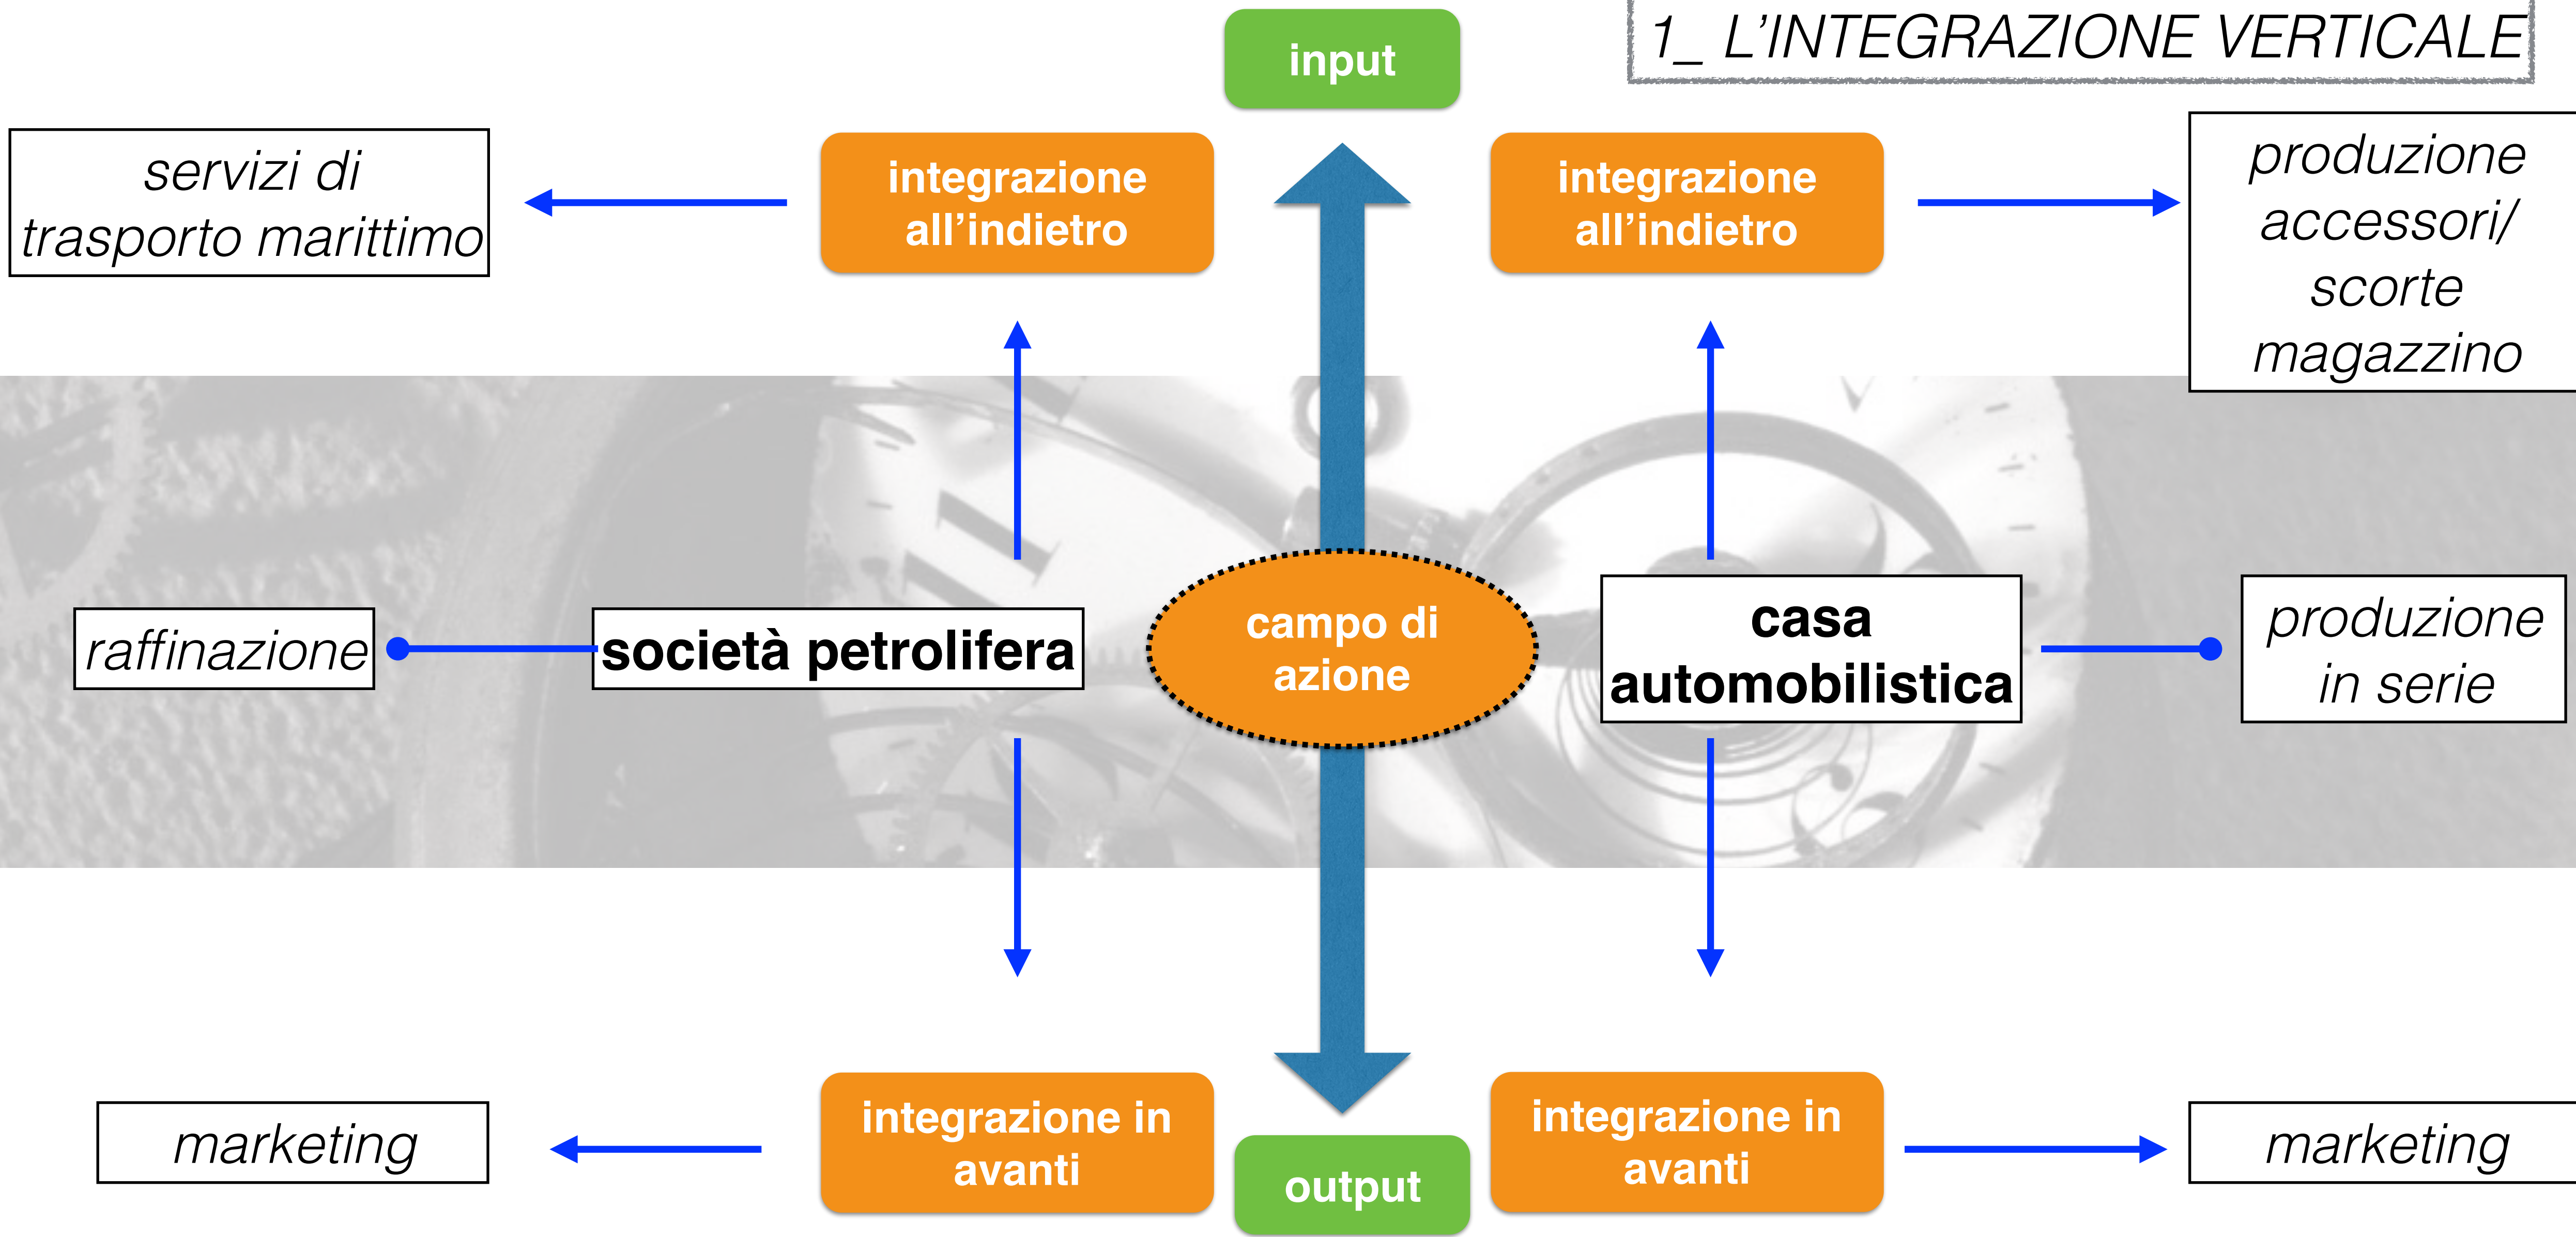 1_ L'INTEGRAZIONE VERTICALE
input
servizi di
trasporto marittimo
integrazione
all’indietro
integrazione
all’indietro
produzione
accessori/
scorte
magazzino
raffinazione
società petrolifera
campo di
azione
casa
automobilistica
produzione
in serie
marketing
integrazione in
avanti
output
integrazione in
avanti
marketing